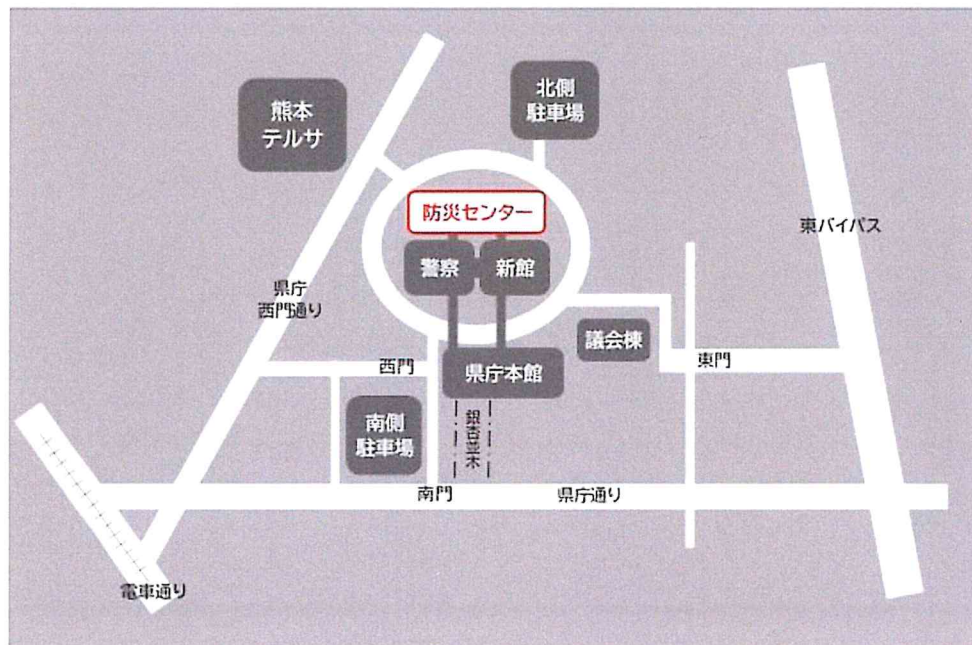 北側
駐車場
熊本
テルサ
防災センター
東バイパス
警察
新館
県庁
西門通り
議会棟
西門
県庁本館
東門
南側
駐車場
銀杏並木
南門
県庁通り
電車通り